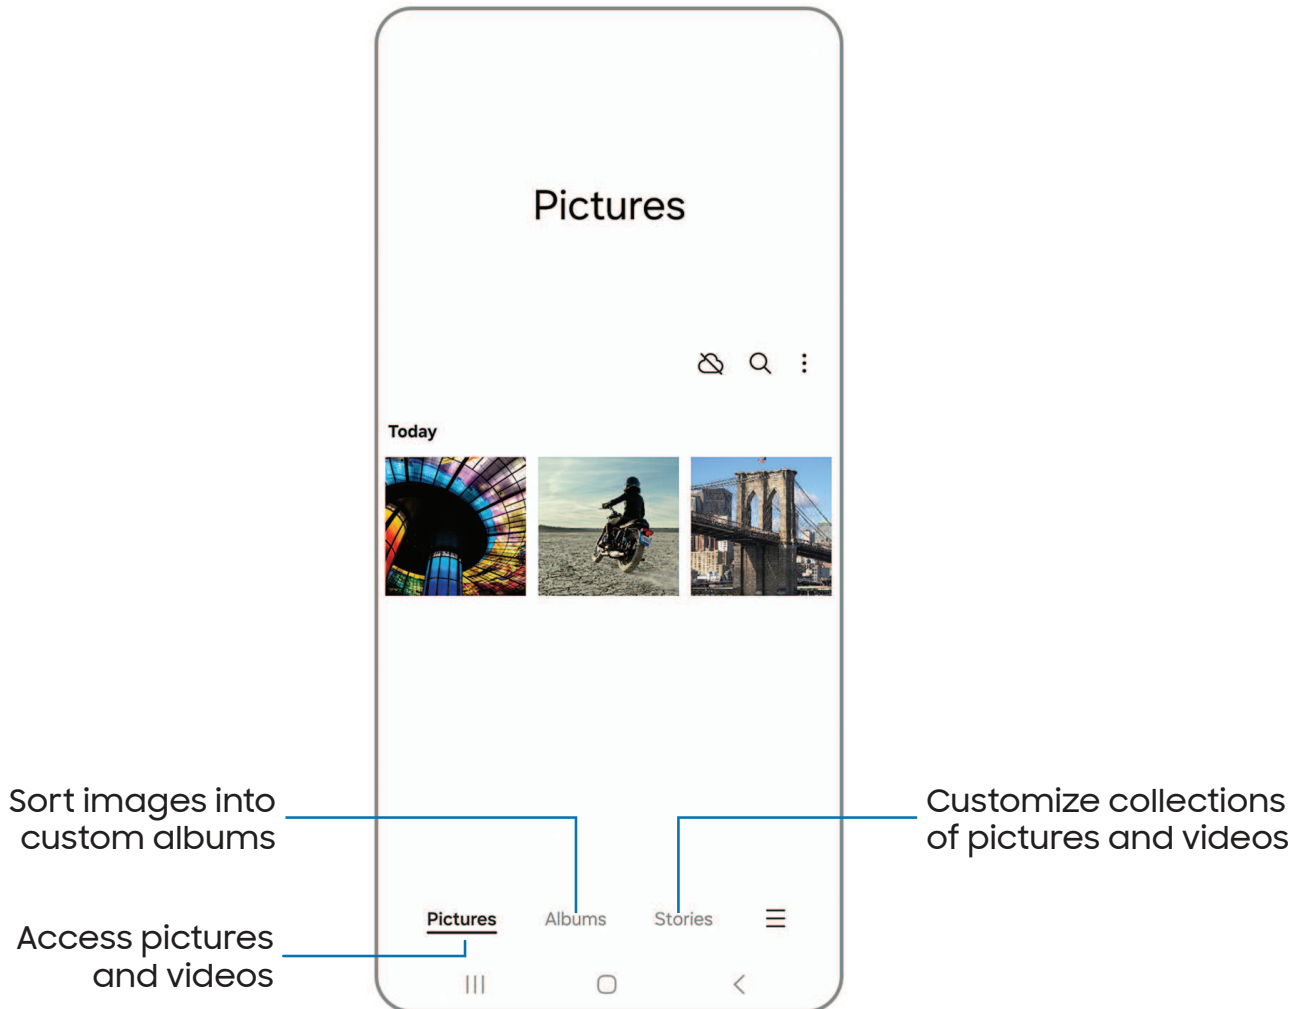 Pictures
Today
Sort images into
custom albums
Customize collections
of pictures and videos
Pictures
Albums
Stories
Access pictures
and videos